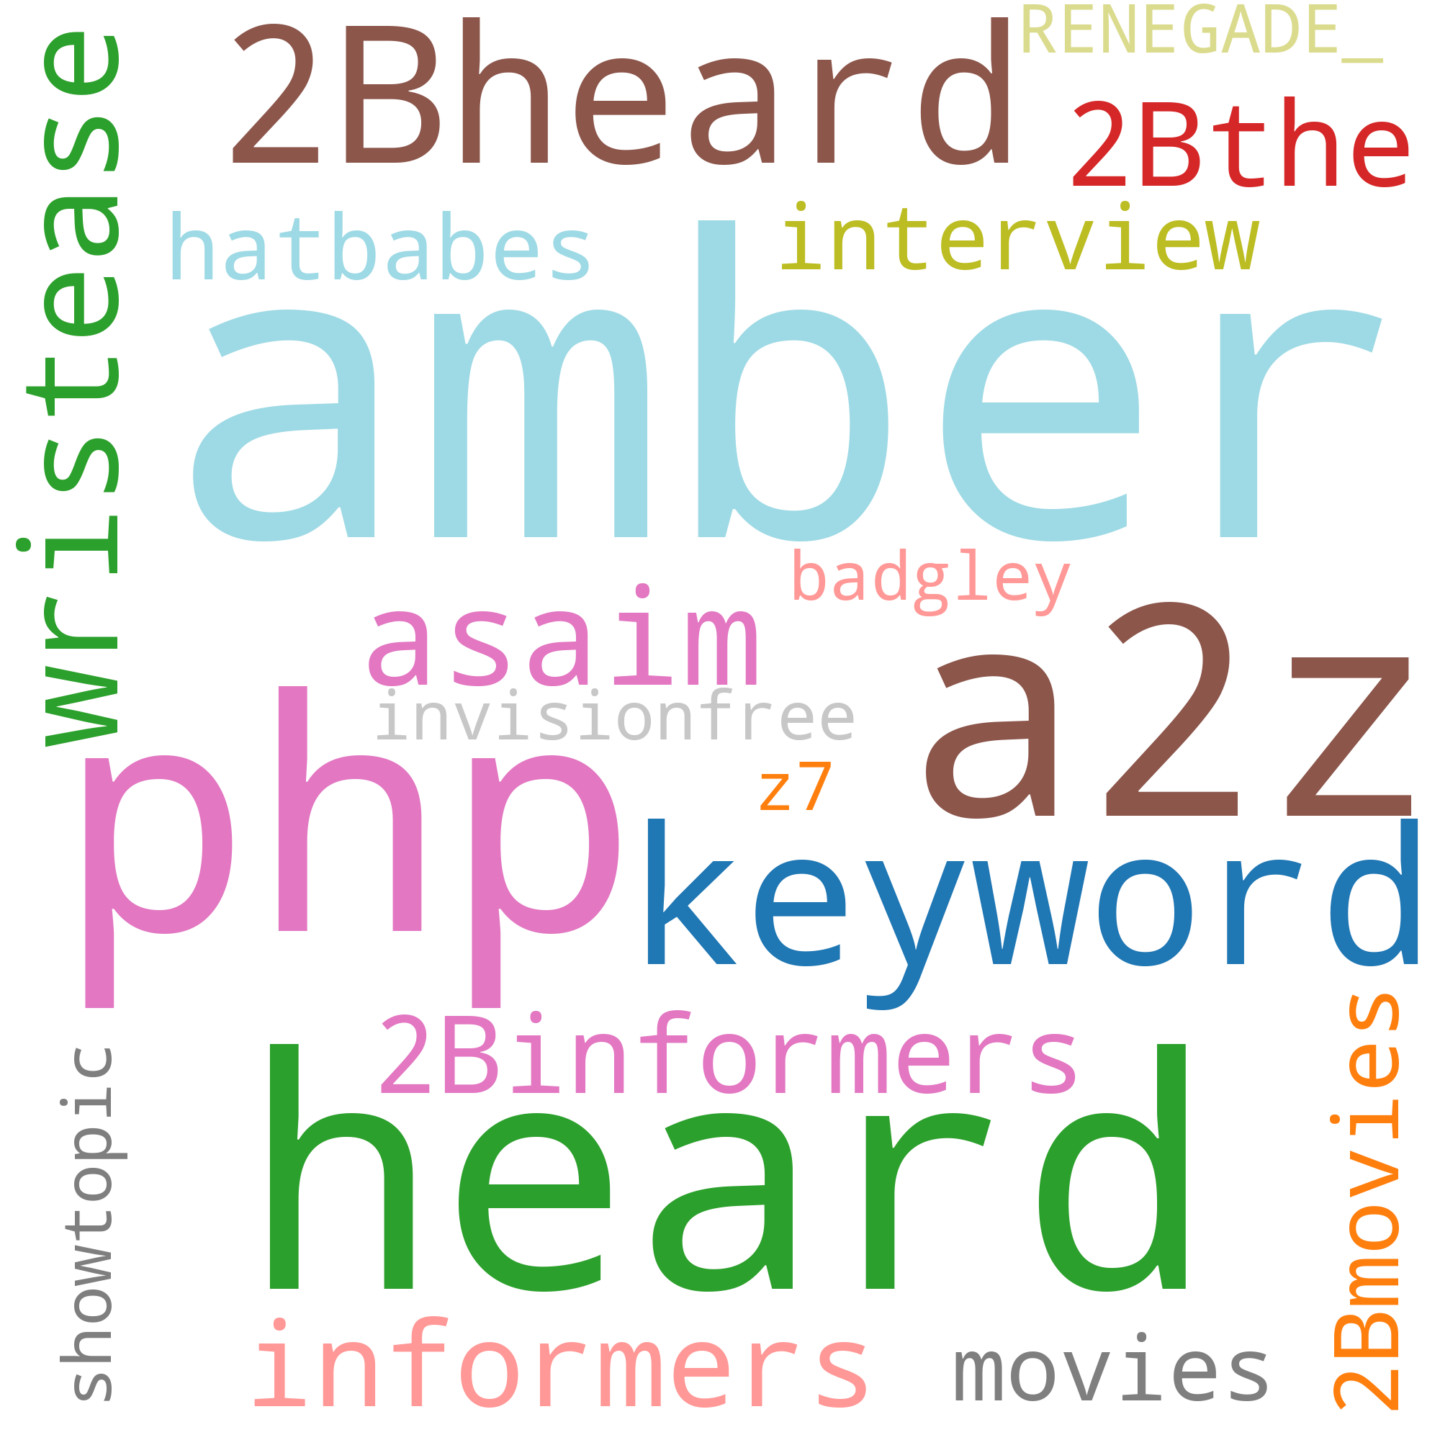 RENEGADE_
2Bheard
2Bthe
wristease
hatbabes
interview
amber
badgley
asaim
a2z
invisionfree
php
z7
keyword
2Binformers
2Bmovies
showtopic
heard
informers
movies